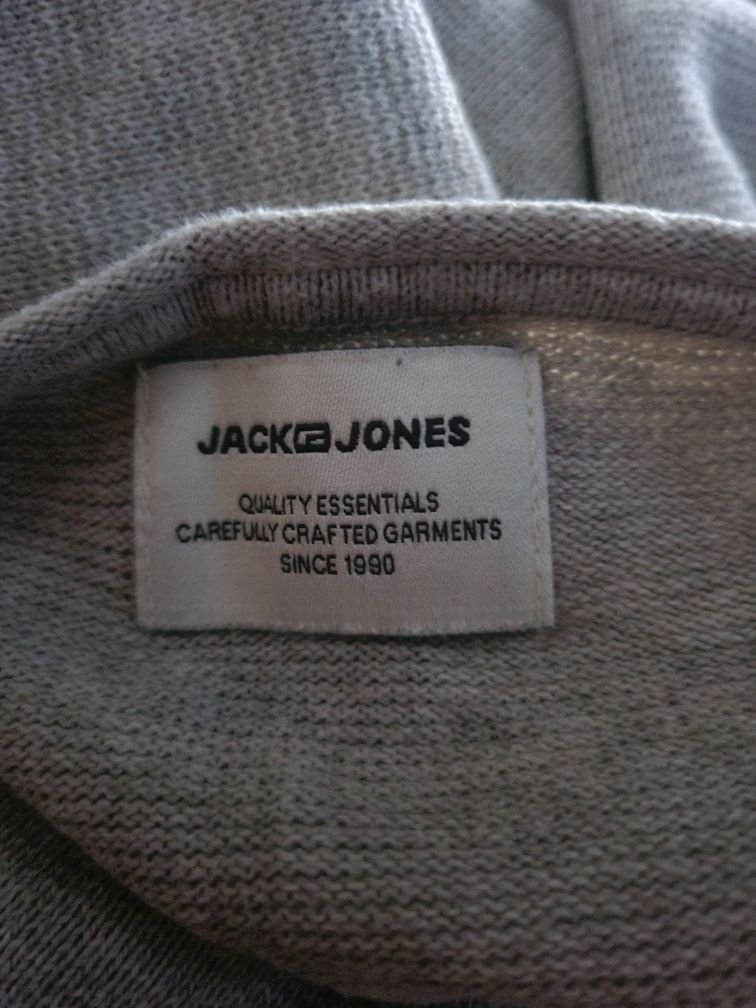 JACK&JONES
QUALITY ESSENTIALS
CAREFULLY CRAFTED GARMENTS
SINCE 1990